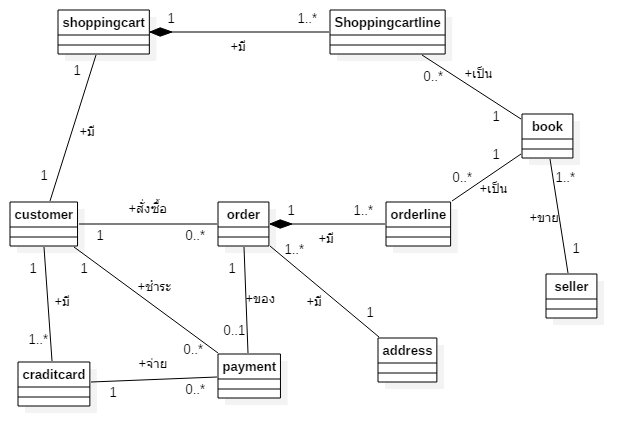 shoppingcart 1 1..* Shoppingcartline
+มี
1 0..* +เป็น
1
book
+มี
1
1 0..* 1..*
+เป็น
customer +สั่งซื้อ order 1 1..* orderline +ขาย
1 0..* +มี
1..* 1
1 1 1 seller
+ชำระ
+มี +ของ +มี
1
1..* 0..1
0..* address
craditcard +จ่าย payment
1 0..*